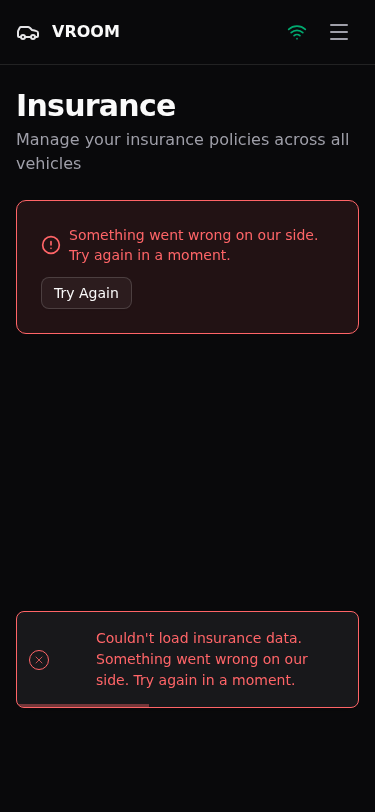 VROOM
Insurance
Manage your insurance policies across all
vehicles
Something went wrong on our side.
Try again in a moment.
Try Again
Couldn't load insurance data.
Something went wrong on our
side. Try again in a moment.